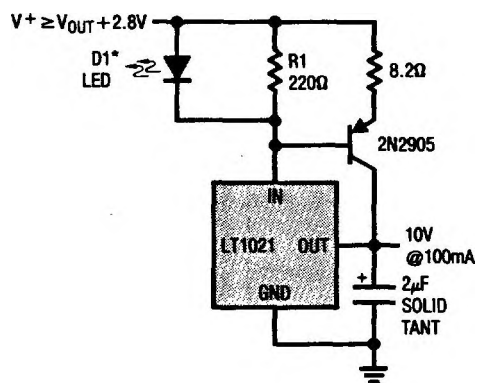 V+ ≥ VOUT + 2.8V
D1*
LED
R1
220Ω
8.2Ω
2N2905
IN
LT1021 OUT
GND
10V
@100mA
+
2μF
SOLID
TANT